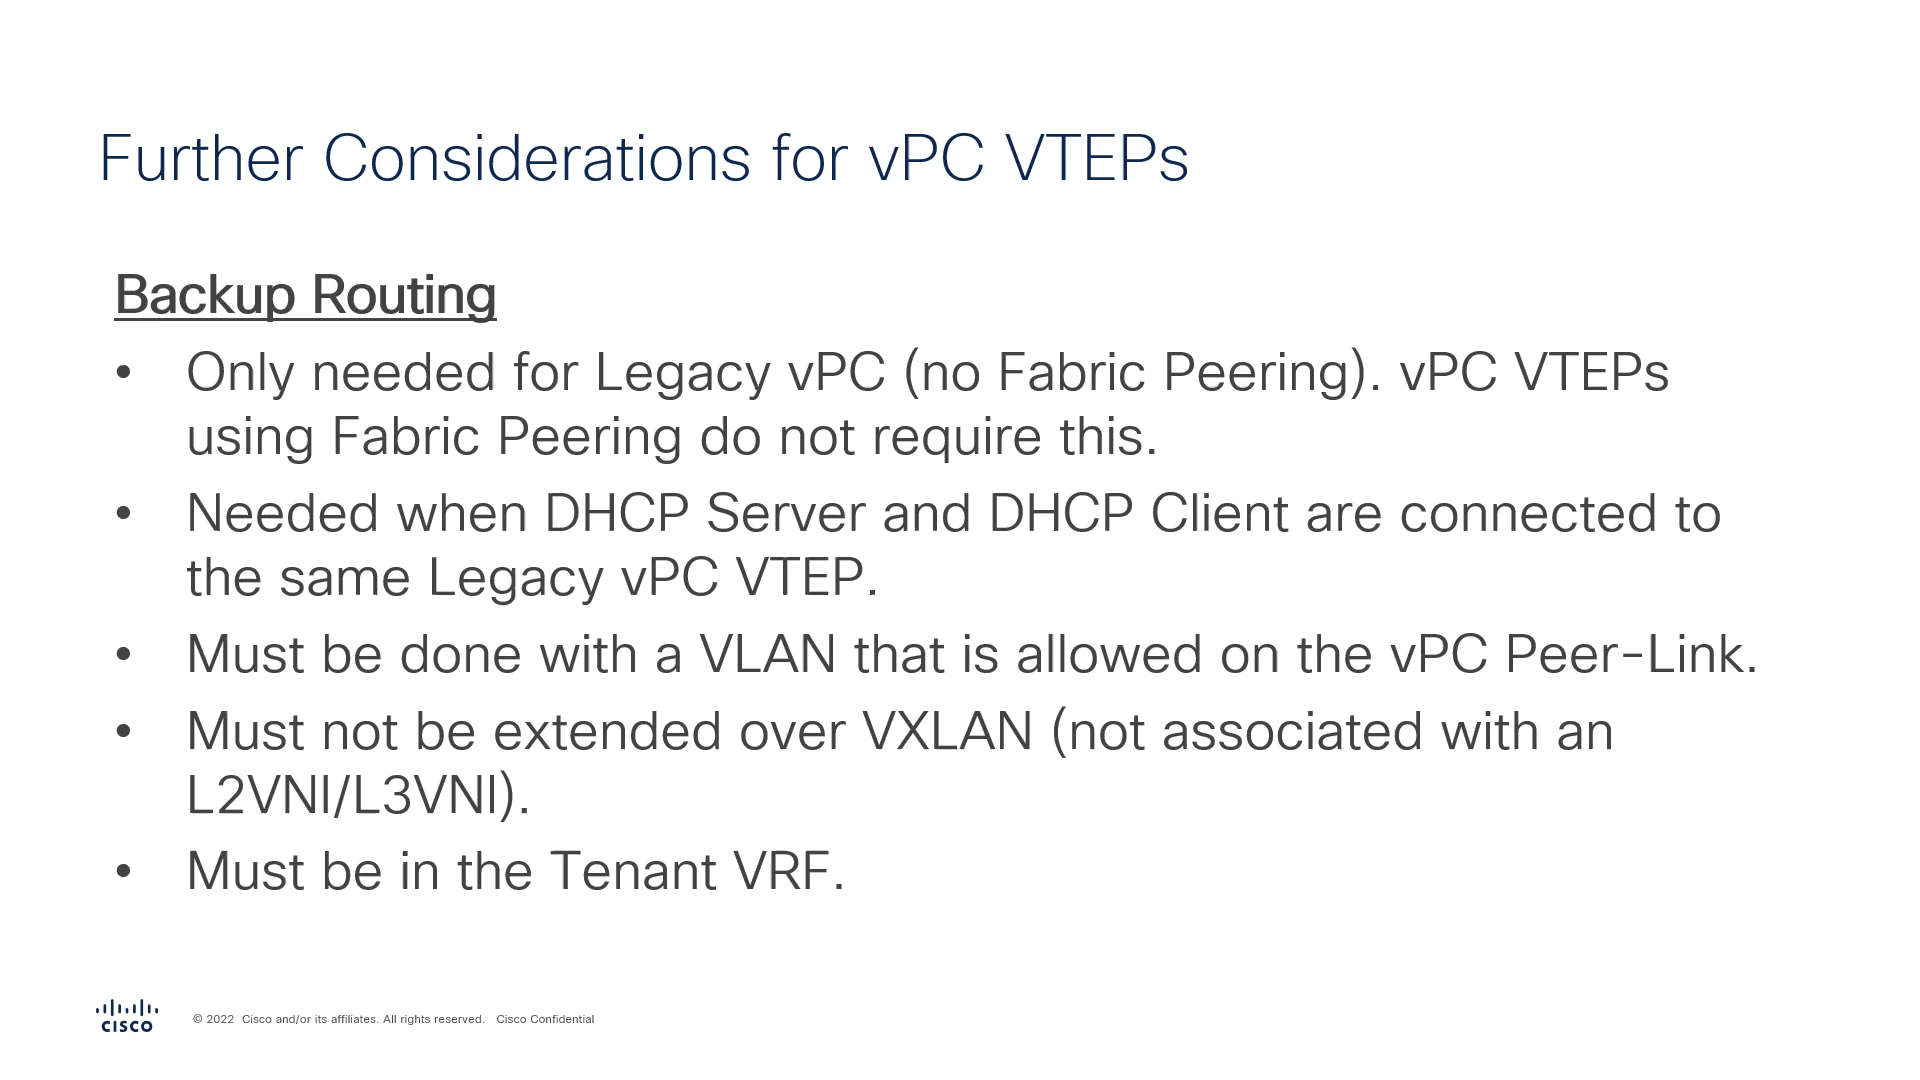 Further Considerations for vPC VTEPs
Backup Routing
• Only needed for Legacy vPC (no Fabric Peering). vPC VTEPs
using Fabric Peering do not require this.
• Needed when DHCP Server and DHCP Client are connected to
the same Legacy vPC VTEP.
• Must be done with a VLAN that is allowed on the vPC Peer-Link.
• Must not be extended over VXLAN (not associated with an
L2VNI/L3VNI).
• Must be in the Tenant VRF.
CISCO
© 2022 Cisco and/or its affiliates. All rights reserved. Cisco Confidential